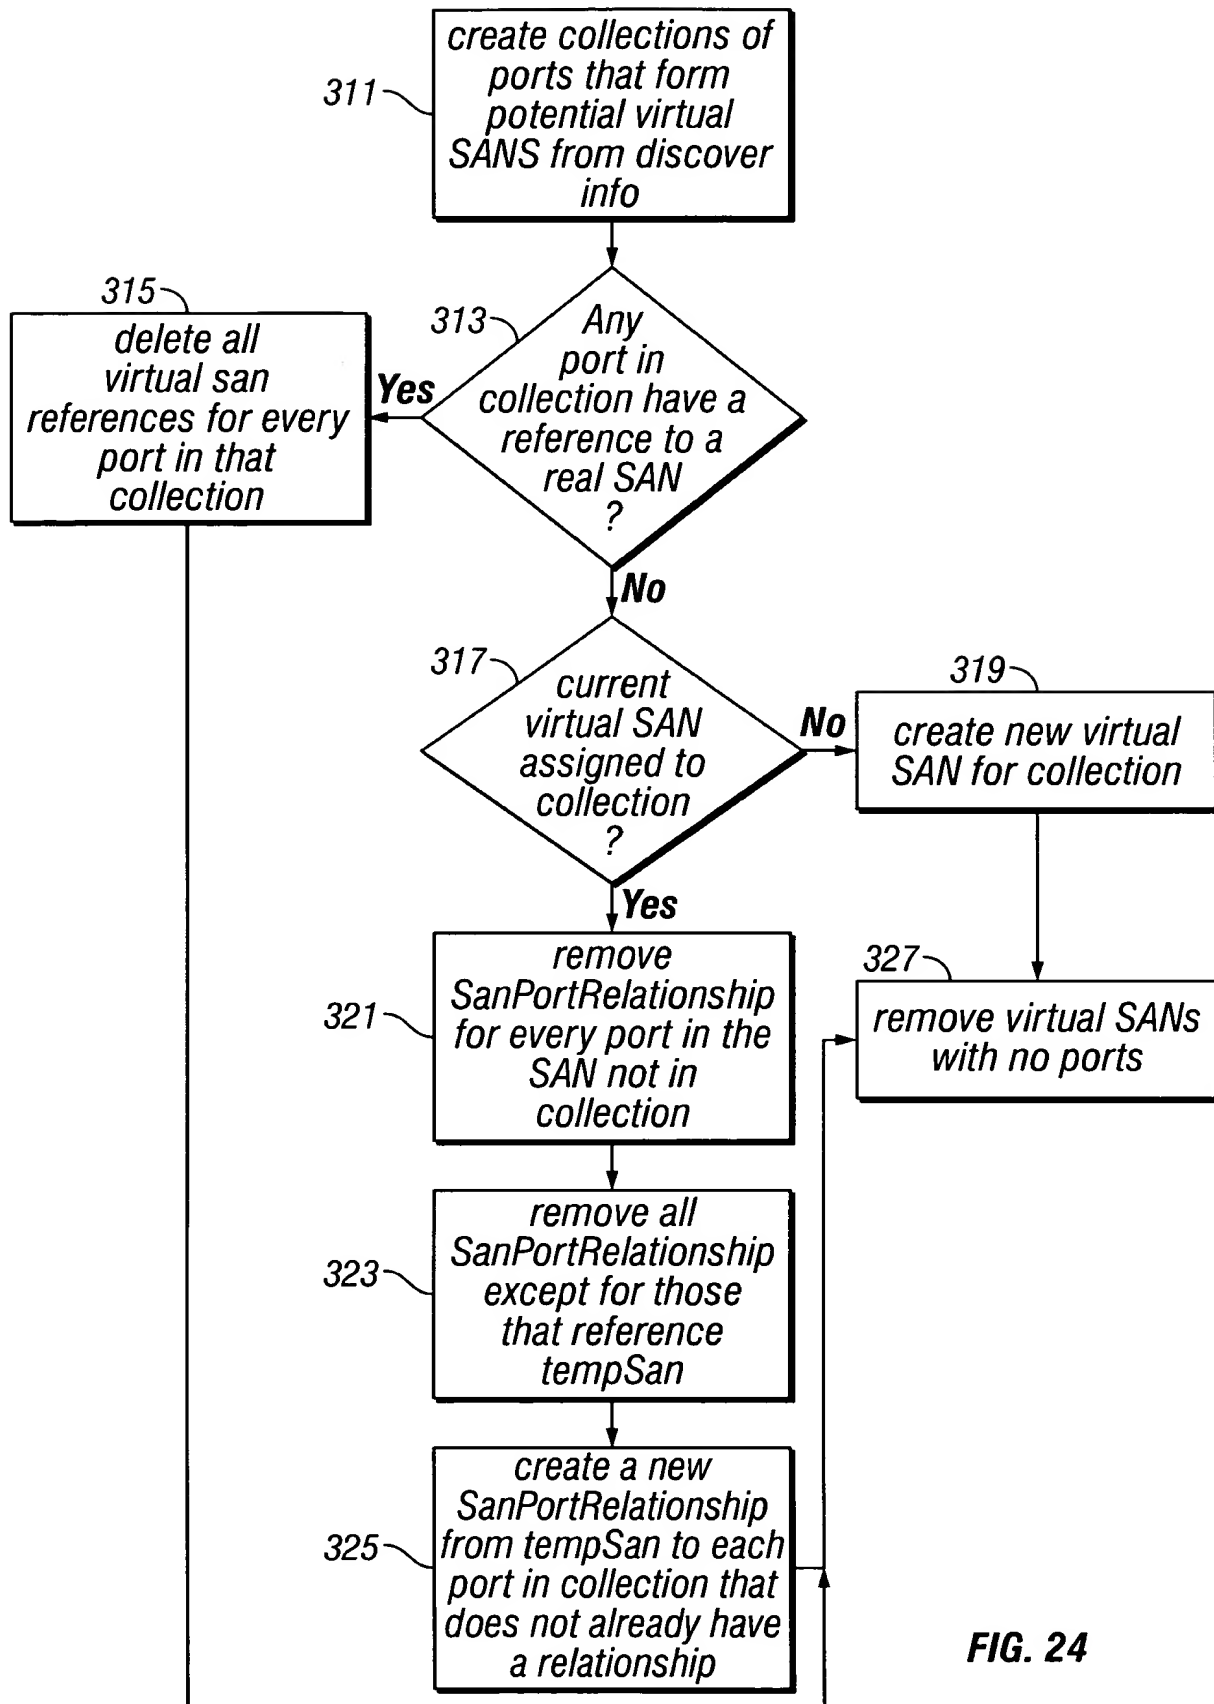 create collections of
ports that form
potential virtual
SANS from discover
info
311
315
delete all
virtual san
references for every
port in that
collection
Yes
313
Any
port in
collection have a
reference to a
real SAN
?
No
317
current
virtual SAN
assigned to
collection
?
No
319
create new virtual
SAN for collection
Yes
321
remove
SanPortRelationship
for every port in the
SAN not in
collection
327
remove virtual SANs
with no ports
323
remove all
SanPortRelationship
except for those
that reference
tempSan
325
create a new
SanPortRelationship
from tempSan to each
port in collection that
does not already have
a relationship
FIG. 24